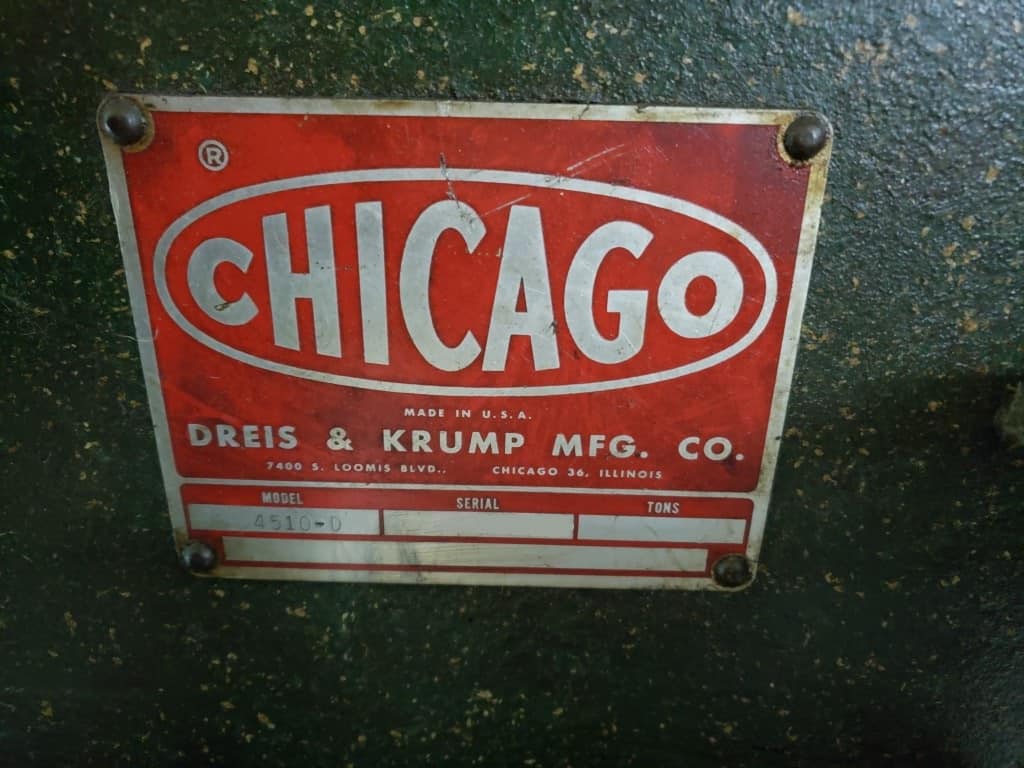 ®
CHICAGO
MADE IN U.S.A.
DREIS & KRUMP MFG. CO.
7400 S. LOOMIS BLVD., CHICAGO 36, ILLINOIS
MODEL SERIAL TONS
4510-D